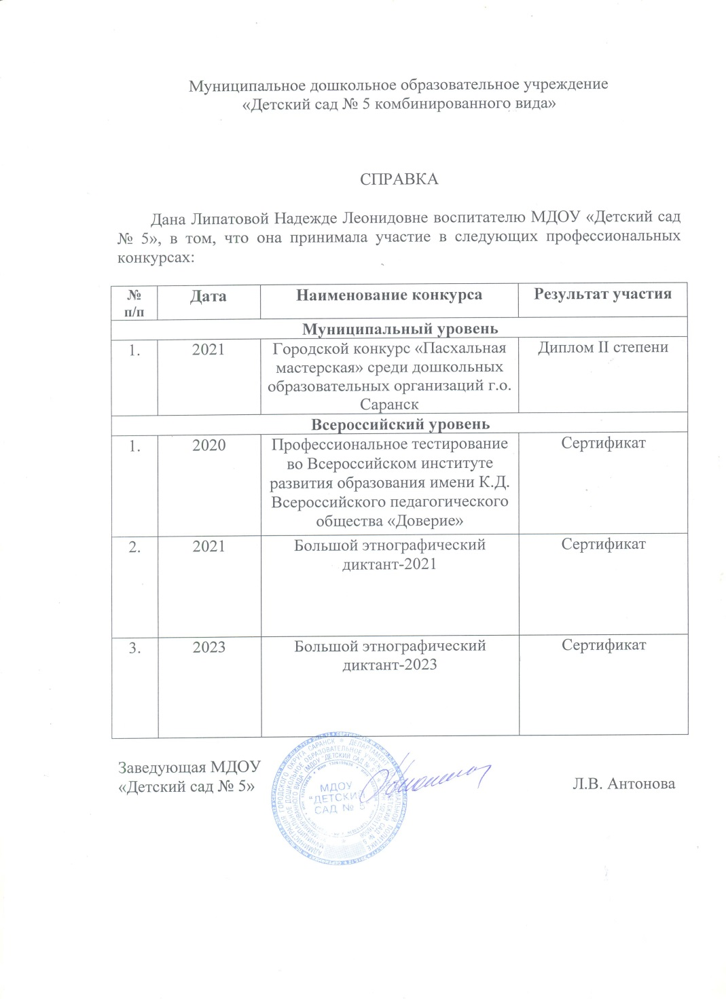 Муниципальное дошкольное образовательное учреждение
«Детский сад № 5 комбинированного вида»
СПРАВКА
Дана Липатовой Надежде Леонидовне воспитателю МДОУ «Детский сад
№ 5», в том, что она принимала участие в следующих профессиональных
конкурсах:
№
п/п
Дата
Наименование конкурса
Результат участия
Муниципальный уровень
1.
2021
Городской конкурс «Пасхальная
мастерская» среди дошкольных
образовательных организаций г.о.
Саранск
Диплом II степени
Всероссийский уровень
1.
2020
Профессиональное тестирование
во Всероссийском институте
развития образования имени К.Д.
Всероссийского педагогического
общества «Доверие»
Сертификат
2.
2021
Большой этнографический
диктант-2021
Сертификат
3.
2023
Большой этнографический
диктант-2023
Сертификат
Заведующая МДОУ
«Детский сад № 5»
Л.В. Антонова
МДОУ
"ДЕТСКИЙ
САД № 5"